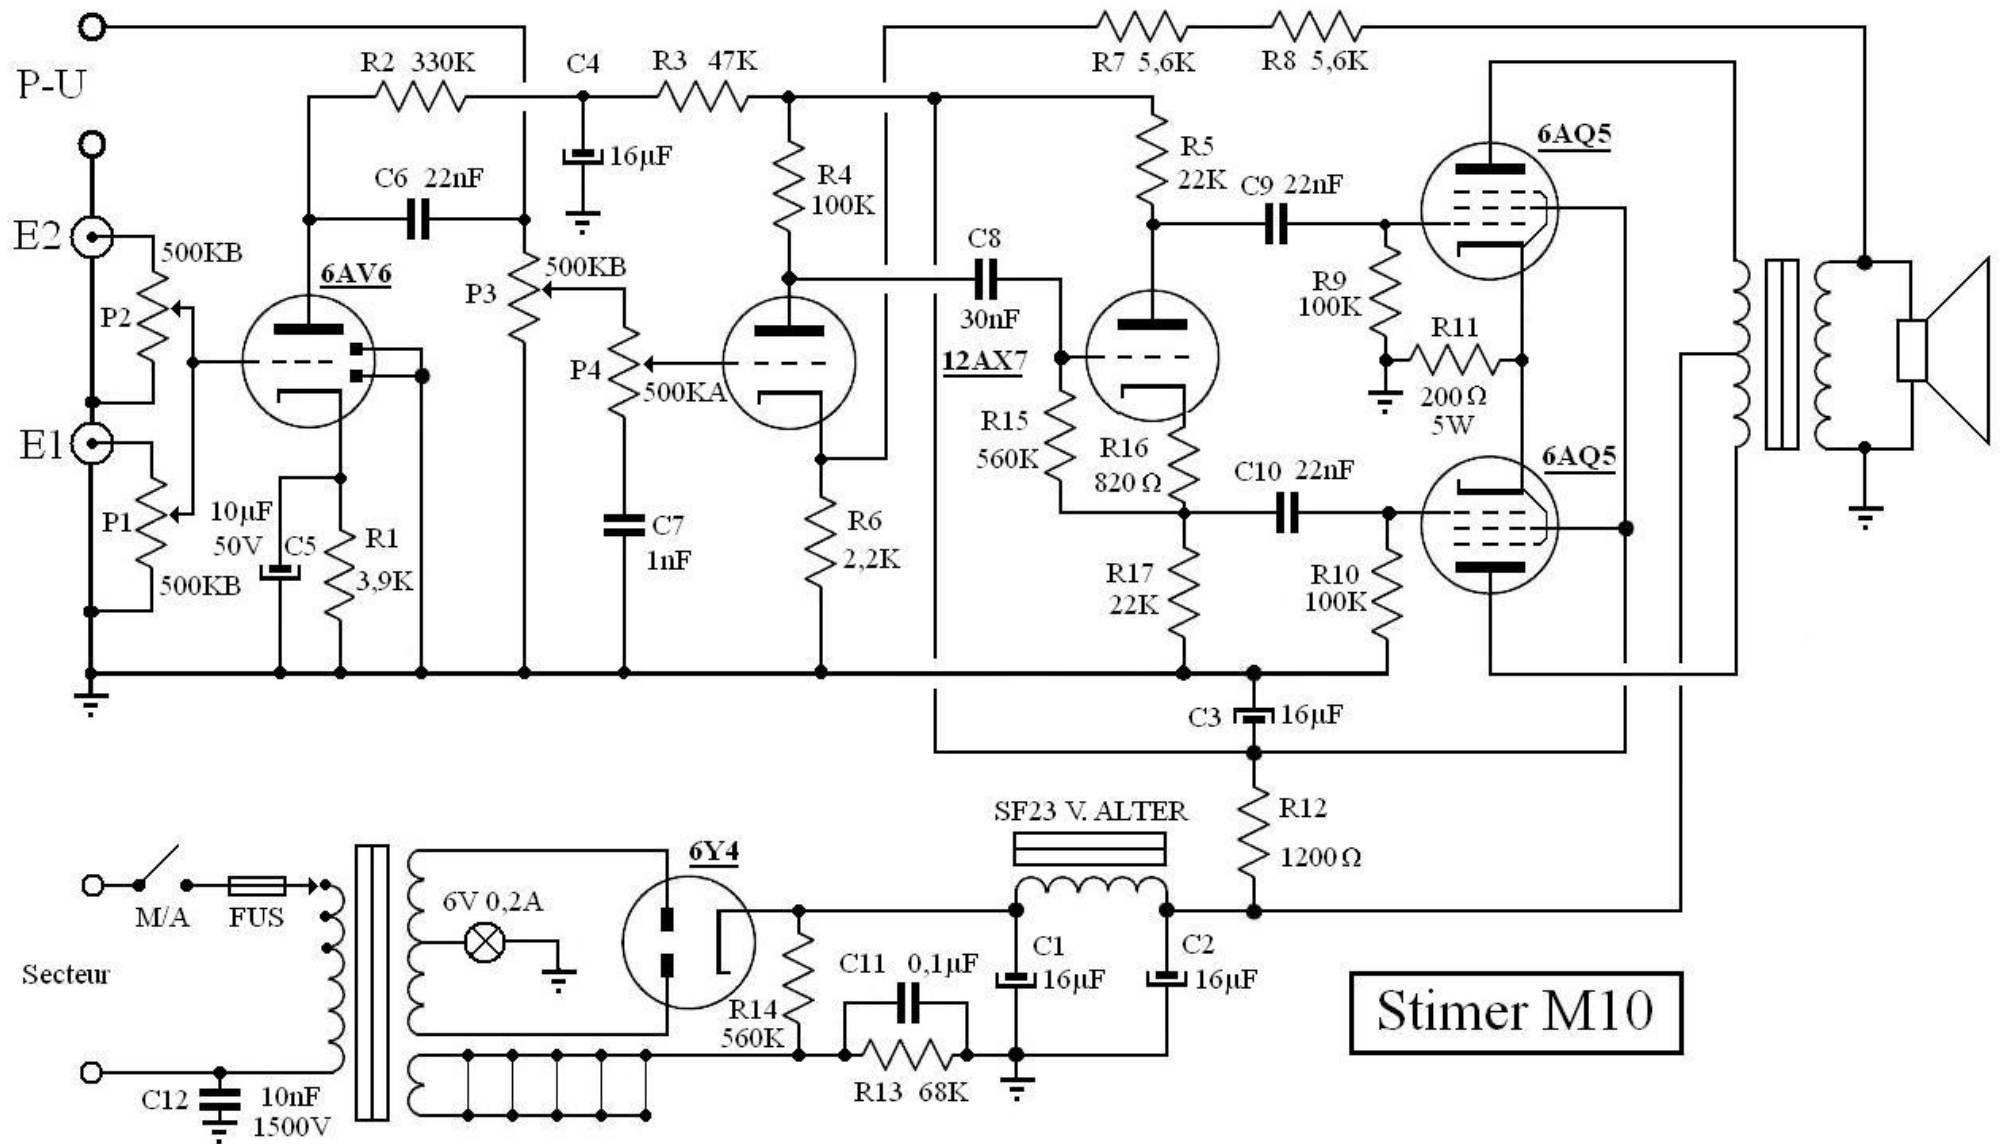 P-U
R2 330K
C4
R3 47K
R7 5,6K
R8 5,6K
16µF
6AQ5
C6 22nF
R4
100K
R5
22K
C9 22nF
E2
500KB
6AV6
500KB
P3
C8
30nF
P2
R9
100K
R11
200 Ω
5W
12AX7
P4
500KA
E1
R15
560K
R16
820 Ω
C10 22nF
6AQ5
P1
10µF
50V
C5
R1
3,9K
C7
1nF
R6
2,2K
R17
22K
R10
100K
500KB
C3
16µF
SF23 V. ALTER
R12
1200 Ω
6Y4
M/A
FUS
6V 0,2A
C11 0,1µF
C1
16µF
C2
16µF
Secteur
R14
560K
Stimer M10
R13 68K
C12
10nF
1500V